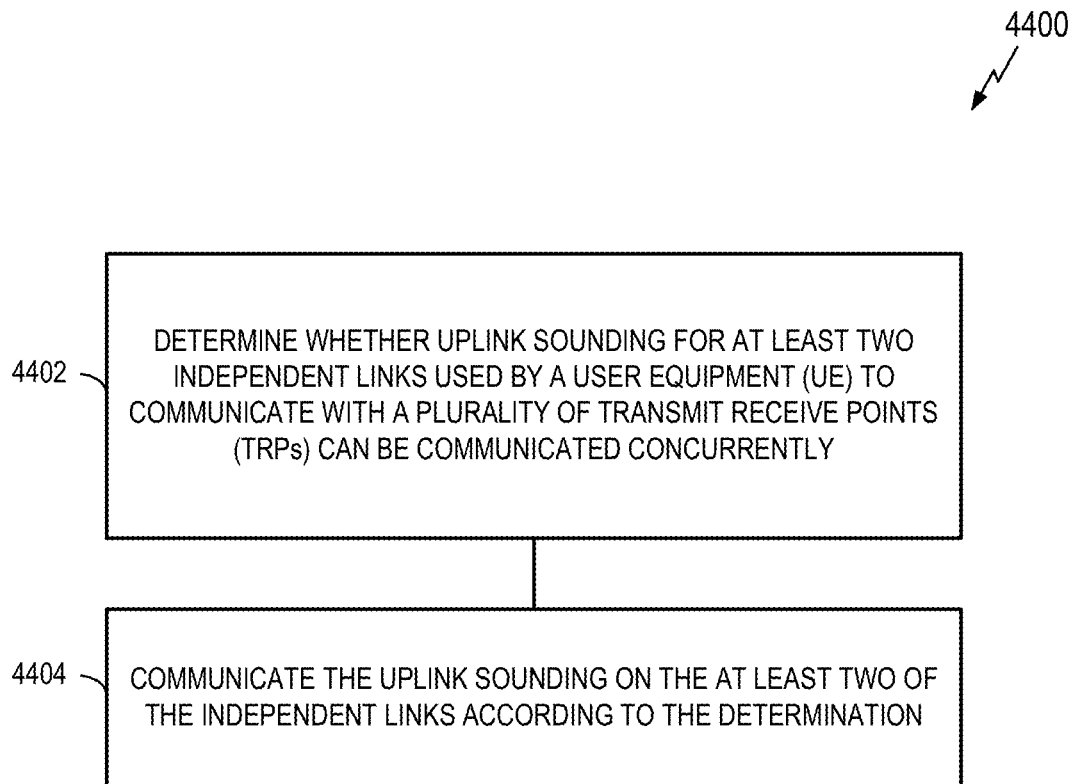 4400
4402
DETERMINE WHETHER UPLINK SOUNDING FOR AT LEAST TWO
INDEPENDENT LINKS USED BY A USER EQUIPMENT (UE) TO
COMMUNICATE WITH A PLURALITY OF TRANSMIT RECEIVE POINTS
(TRPs) CAN BE COMMUNICATED CONCURRENTLY
4404
COMMUNICATE THE UPLINK SOUNDING ON THE AT LEAST TWO OF
THE INDEPENDENT LINKS ACCORDING TO THE DETERMINATION